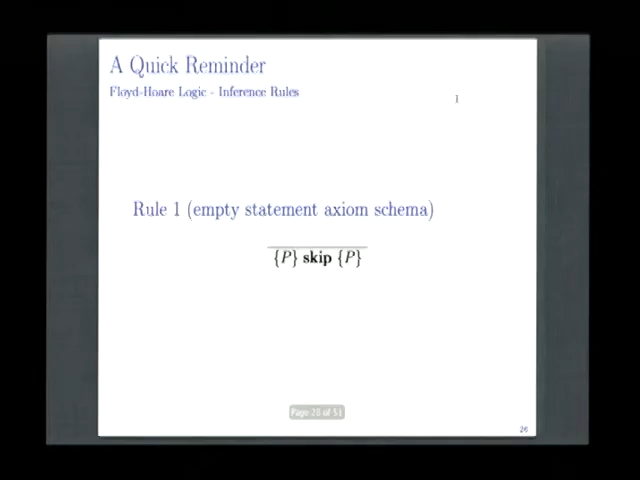 A Quick Reminder
Floyd-Hoare Logic - Inference Rules
Rule 1 (empty statement axiom schema)
{P} skip {P}
Page 28 of 51
26